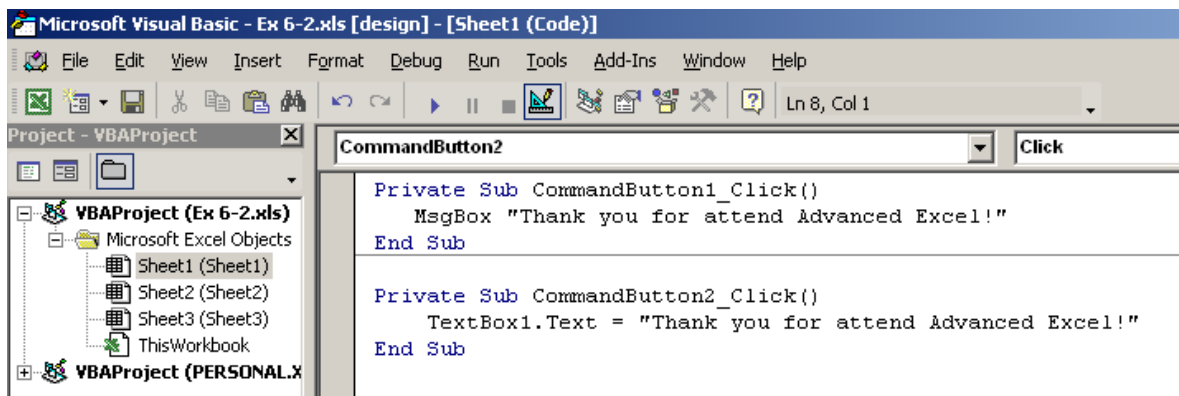 Microsoft Visual Basic - Ex 6-2.xls [design] - [Sheet1 (Code)]
File Edit View Insert Format Debug Run Tools Add-Ins Window Help
Ln 8, Col 1
Project - VBAProject
VBAProject (Ex 6-2.xls)
Microsoft Excel Objects
Sheet1 (Sheet1)
Sheet2 (Sheet2)
Sheet3 (Sheet3)
ThisWorkbook
VBAProject (PERSONAL.X
CommandButton2
Click
Private Sub CommandButton1_Click()
MsgBox "Thank you for attend Advanced Excel!"
End Sub
Private Sub CommandButton2_Click()
TextBox1.Text = "Thank you for attend Advanced Excel!"
End Sub